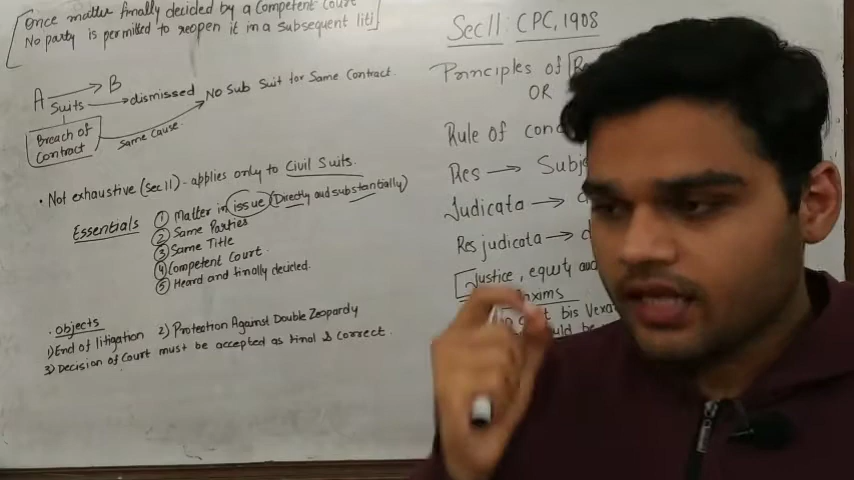 Once matter finally decided by a Competent Court
No party is permitted to reopen it in a subsequent liti
A → B
Suits → dismissed
No Sub Suit for Same Contract.
Breach of
Contract
Same Cause.
• Not exhaustive (Sec 11) - applies only to Civil Suits.
Essentials
① Matter in issue (Directly and substantially)
② Same Parties
③ Same Title
④ Competent Court.
⑤ Heard and finally decided.
• Objects
1) End of litigation 2) Protection Against Double Zeopardy
3) Decision of Court must be accepted as final & correct.
Sec 11: CPC, 1908
Principles of
OR
Rule of
Res →
Judicata →
Res judicata →
Justice, equity and
bis